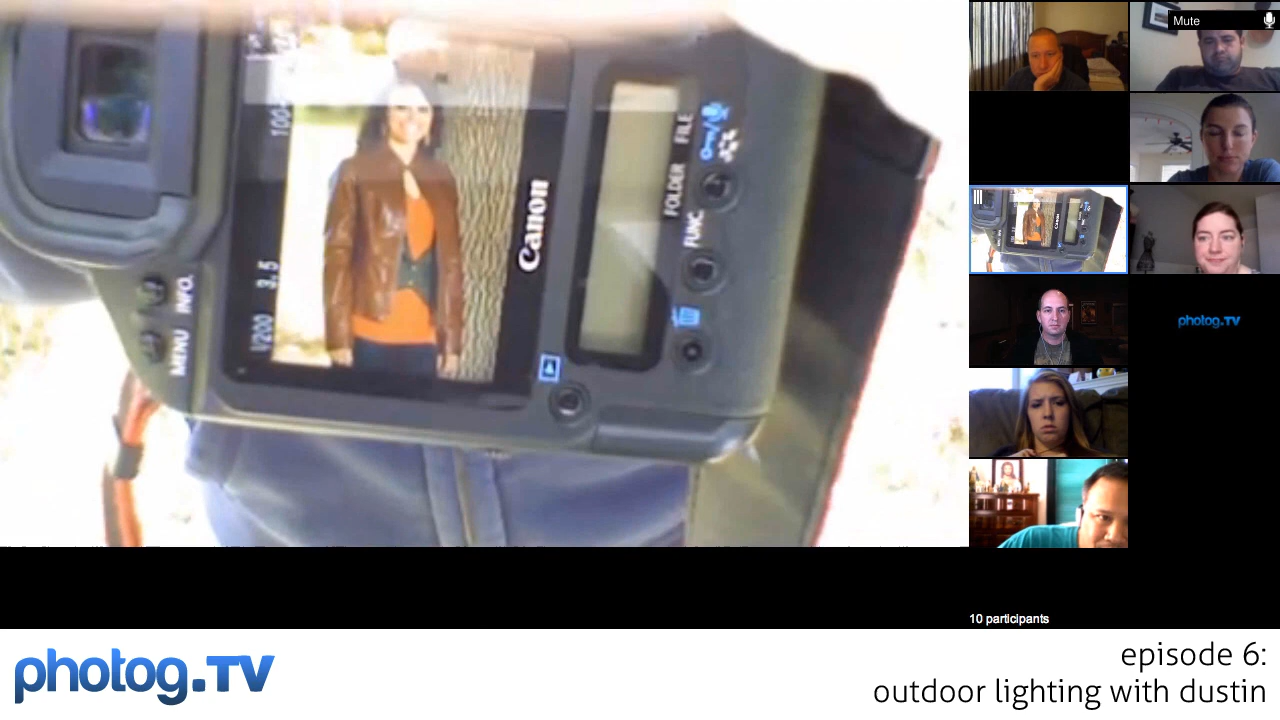 Mute
100
FILE
FOLDER
FUNC.
Canon
1/200 3.5
INFO.
MENU
photog.TV
10 participants
photog.TV
episode 6:
outdoor lighting with dustin